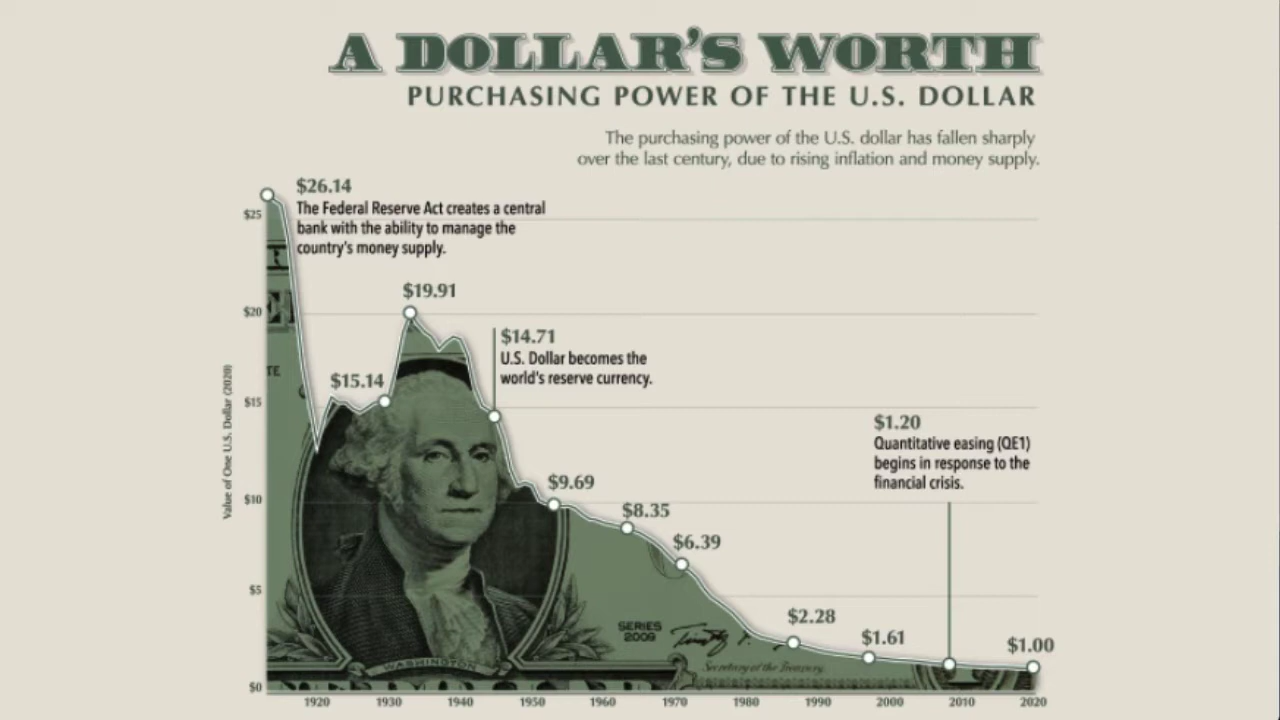 A DOLLAR'S WORTH
PURCHASING POWER OF THE U.S. DOLLAR
The purchasing power of the U.S. dollar has fallen sharply
over the last century, due to rising inflation and money supply.
$26.14
The Federal Reserve Act creates a central
bank with the ability to manage the
country's money supply.
$19.91
$14.71
U.S. Dollar becomes the
world's reserve currency.
$15.14
$1.20
Quantitative easing (QE1)
begins in response to the
financial crisis.
$9.69
$8.35
$6.39
$2.28
$1.61
$1.00
Value of One U.S. Dollar (2020)
$25
$20
$15
$10
$5
$0
TE
SERIES
2009
Secretary of the Treasury.
WASHINGTON
1920 1930 1940 1950 1960 1970 1980 1990 2000 2010 2020